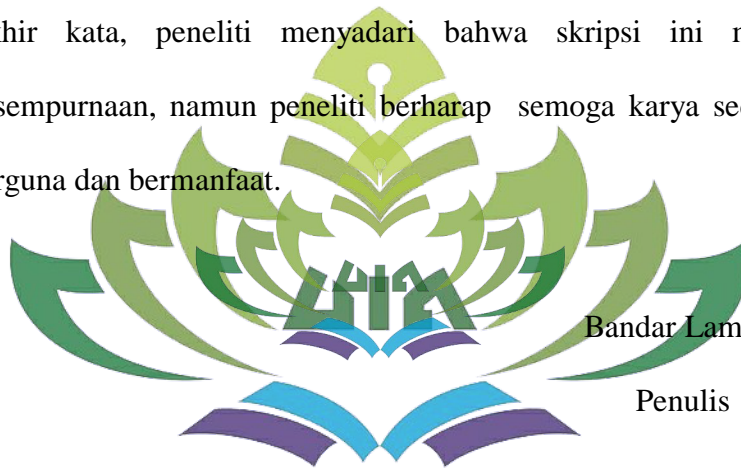 hir kata, peneliti menyadari bahwa skripsi ini
sempurnaan, namun peneliti berharap semoga karya
rguna dan bermanfaat.
UIN
Bandar Lam
Penulis